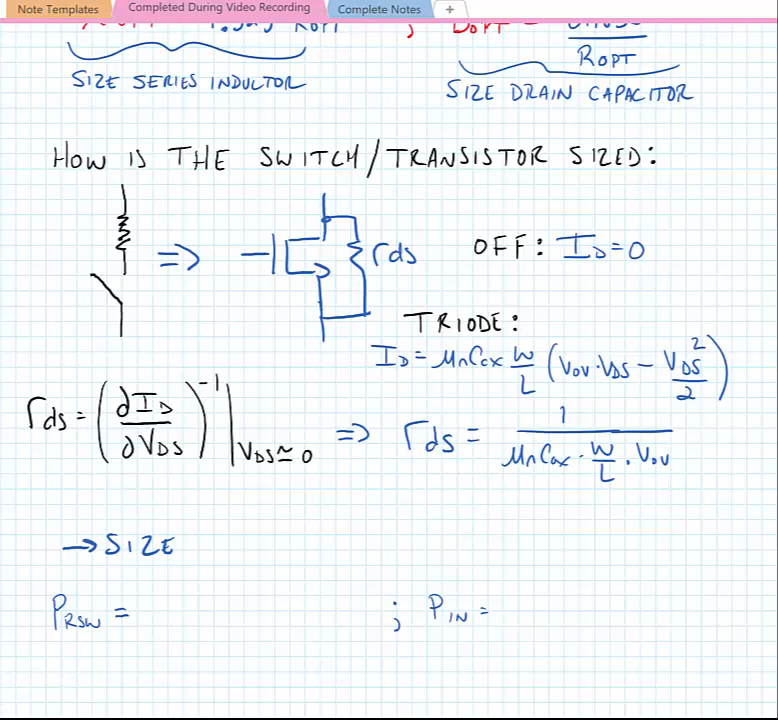 Note Templates Completed During Video Recording Complete Notes +
ROPT
SIZE SERIES INDUCTOR
SIZE DRAIN CAPACITOR
HOW IS THE SWITCH/TRANSISTOR SIZED:
=> rds OFF: ID=0
TRIODE:
ID = μnCox W/L (VOV·VDS − VDS²/2)
rds = (∂ID/∂VDS)⁻¹|VDS≃0 => rds = 1/(μnCox · W/L · VOV)
→ SIZE
PRSW = ; PIN =